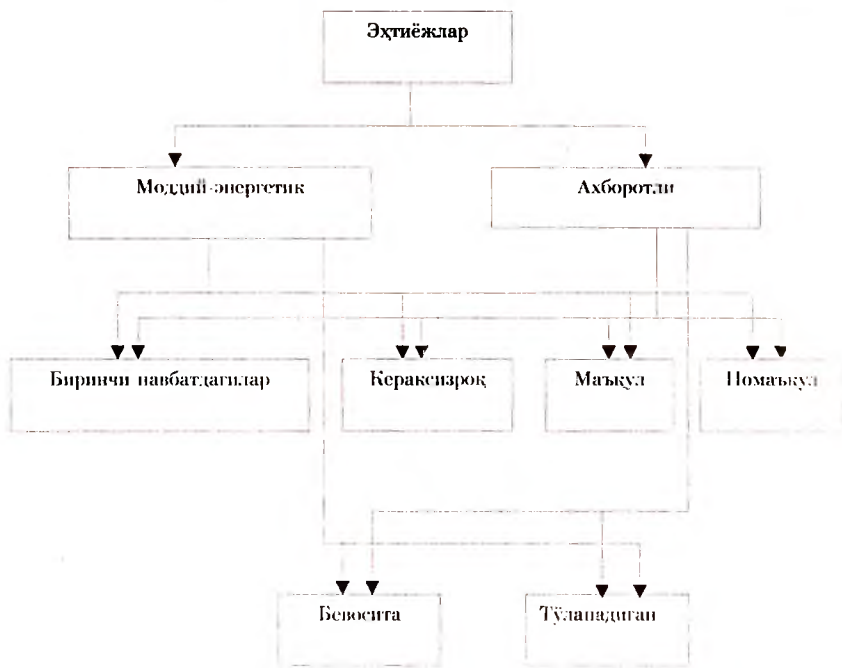 Эҳтиёжлар
Моддий-энергетик
Ахборотли
Биринчи навбатдагилар
Кераксизроқ
Маъқул
Номаъқул
Бевосита
Тўланадиган